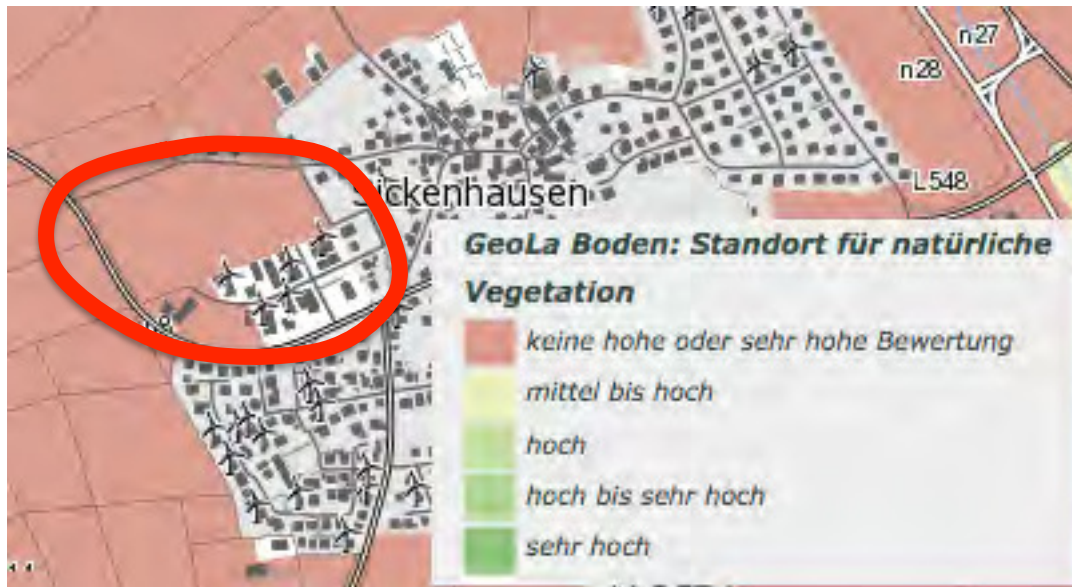 n27
n28
L548
Sickenhausen
GeoLa Boden: Standort für natürliche
Vegetation
keine hohe oder sehr hohe Bewertung
mittel bis hoch
hoch
hoch bis sehr hoch
sehr hoch